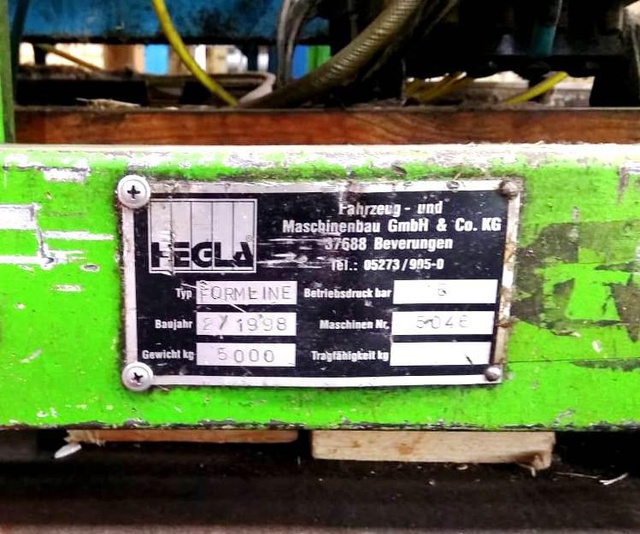 HEGLA
Fahrzeug - und
Maschinenbau GmbH & Co. KG
37688 Beverungen
Tel.: 05273/905-0
Typ FORMLINE Betriebsdruck bar 6
Baujahr 2/1998 Maschinen Nr. 5046
Gewicht kg 5000 Tragfähigkeit kg